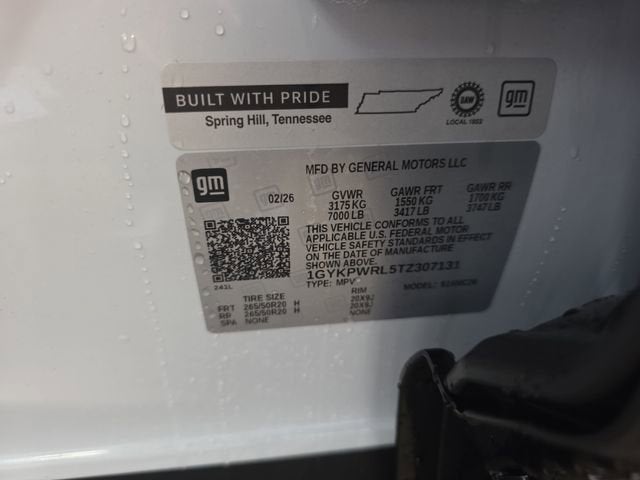 BUILT WITH PRIDE
Spring Hill, Tennessee
UAW
LOCAL 1853
gm
gm
MFD BY GENERAL MOTORS LLC
02/26
GVWR GAWR FRT GAWR RR
3175 KG 1550 KG 1700 KG
7000 LB 3417 LB 3747 LB
THIS VEHICLE CONFORMS TO ALL
APPLICABLE U.S. FEDERAL MOTOR
VEHICLE SAFETY STANDARDS IN EFFECT
ON THE DATE OF MANUFACTURE
SHOWN ABOVE.
1GYKPWRL5TZ307131
TYPE: MPV MODEL:
241L
TIRE SIZE RIM
FRT 265/50R20 H 20X9J
RR 265/50R20 H 20X9J
SPA NONE NONE